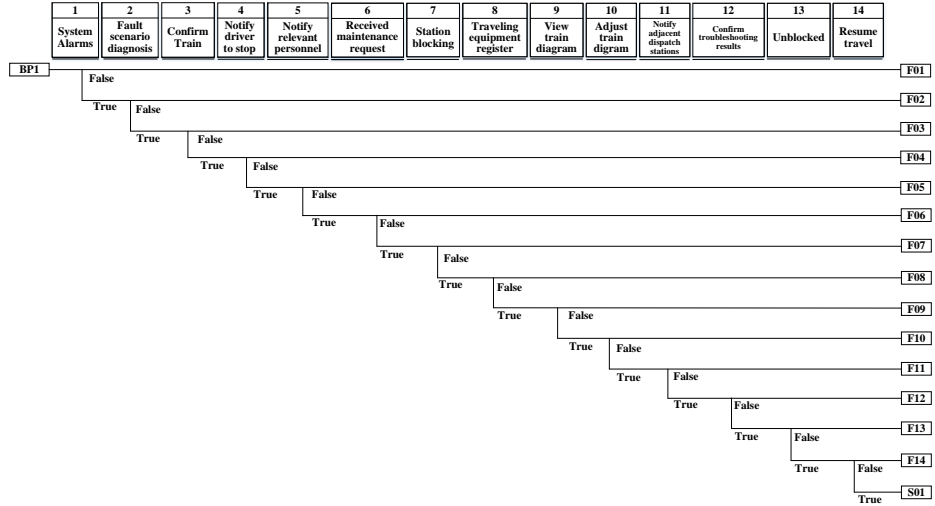 1
System
Alarms
2
Fault
scenario
diagnosis
3
Confirm
Train
4
Notify
driver
to stop
5
Notify
relevant
personnel
6
Received
maintenance
request
7
Station
blocking
8
Traveling
equipment
register
9
View
train
diagram
10
Adjust
train
digram
11
Notify
adjacent
dispatch
stations
12
Confirm
troubleshooting
results
13
Unblocked
14
Resume
travel
BP1
F01
False
F02
True
False
F03
True
False
F04
True
False
F05
True
False
F06
True
False
F07
True
False
F08
True
False
F09
True
False
F10
True
False
F11
True
False
F12
True
False
F13
True
False
F14
True
False
S01
True